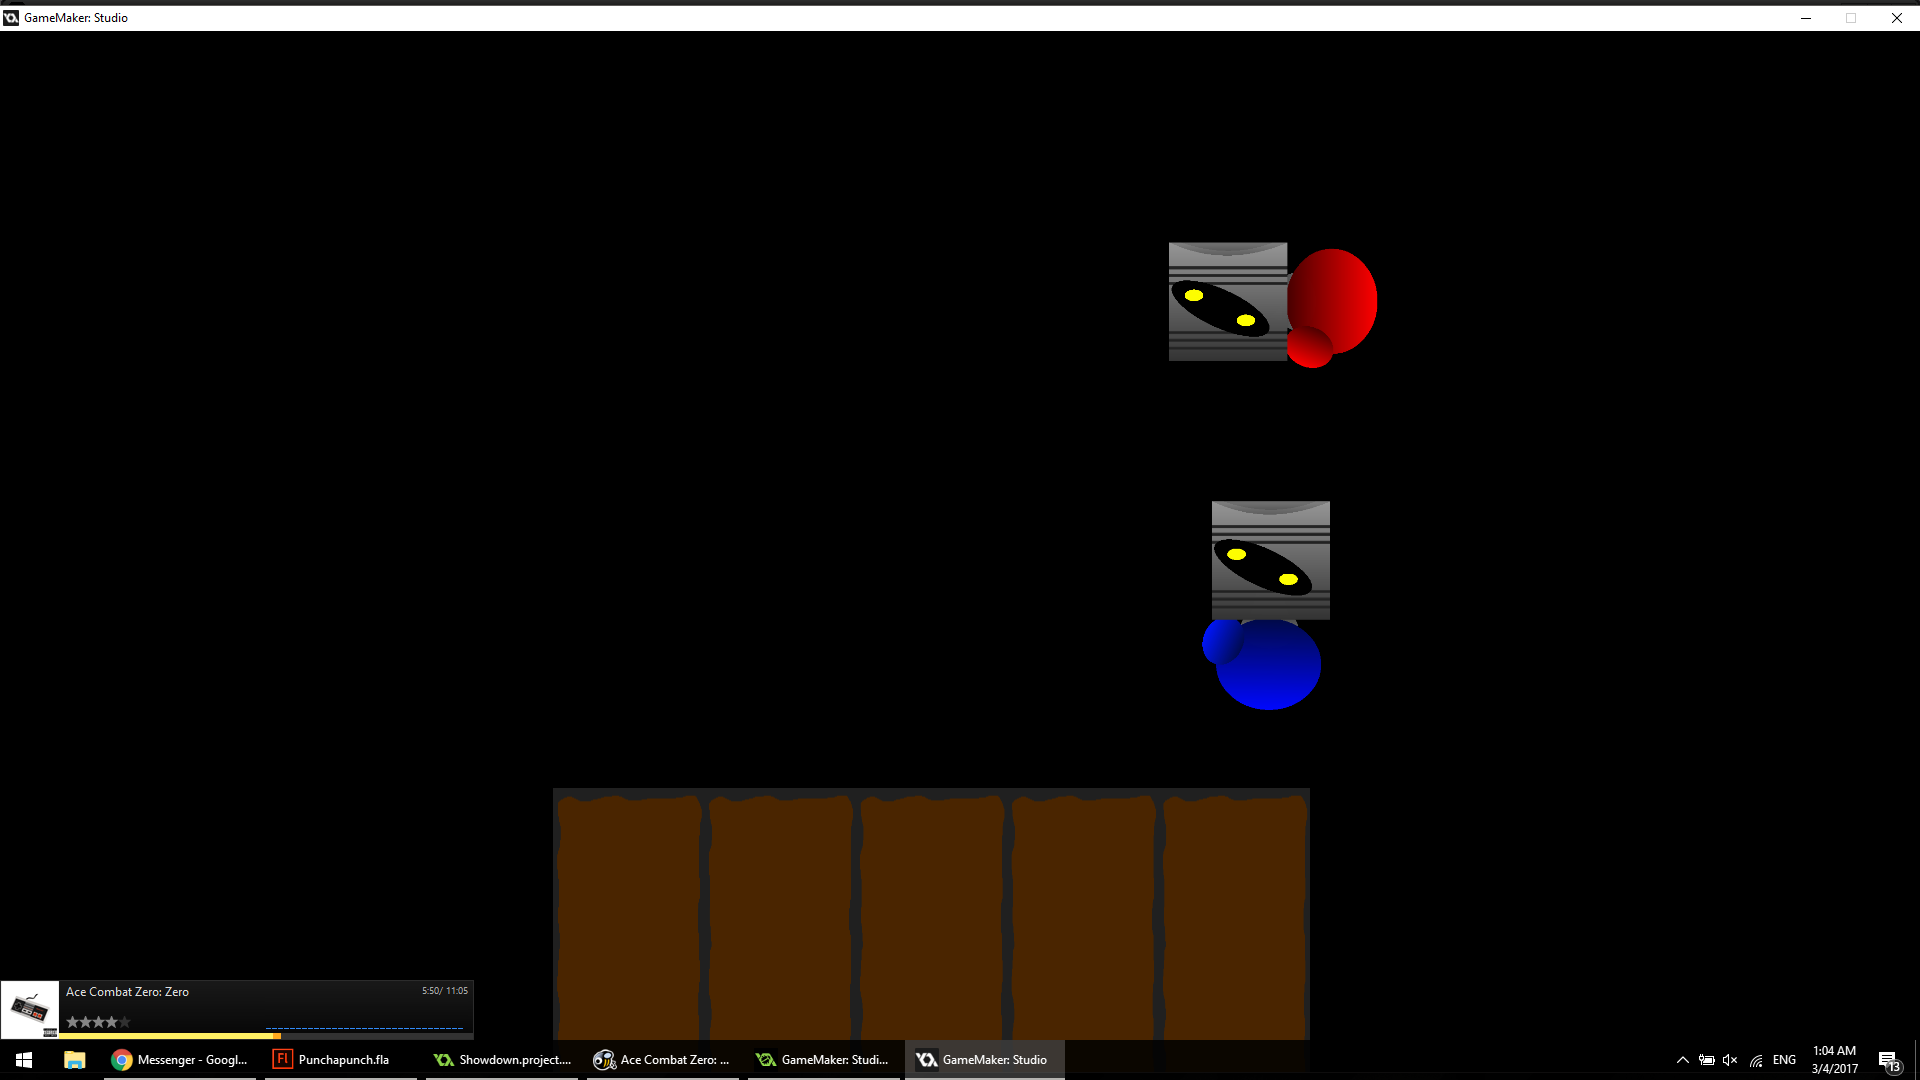 GameMaker: Studio
Ace Combat Zero: Zero
5:50/ 11:05
Messenger - Googl...
Fl
Punchapunch.fla
Showdown.project....
Ace Combat Zero: ...
GameMaker: Studi...
GameMaker: Studio
ENG
1:04 AM
3/4/2017
13